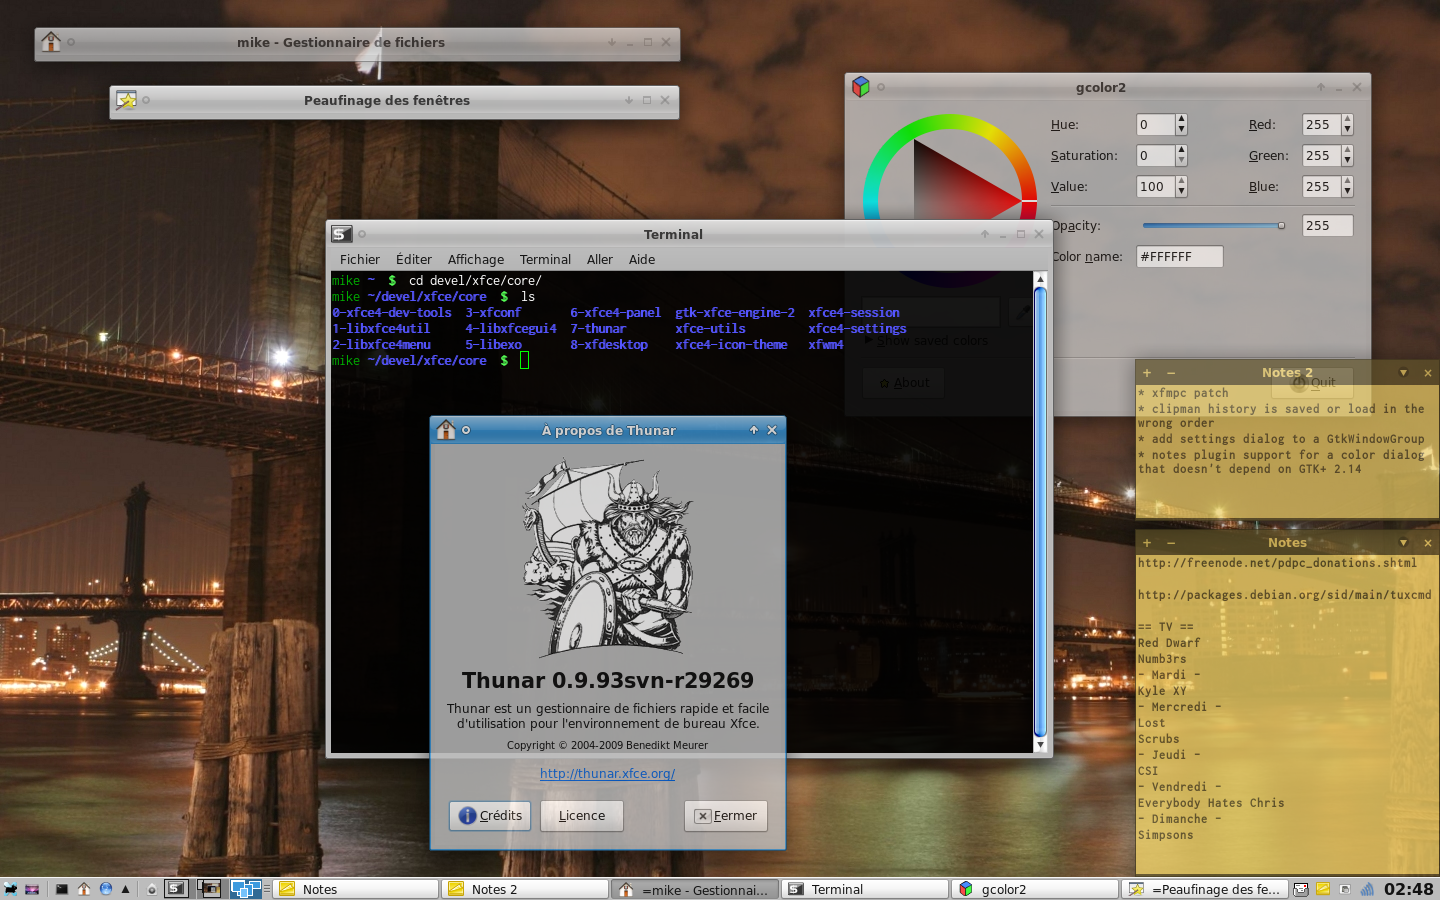 mike - Gestionnaire de fichiers
Peaufinage des fenêtres
gcolor2
Hue: 0 Red: 255
Saturation: 0 Green: 255
Value: 100 Blue: 255
Opacity: 255
Color name: #FFFFFF
Show saved colors
About
Quit
Terminal
Fichier Éditer Affichage Terminal Aller Aide
mike ~ $ cd devel/xfce/core/
mike ~/devel/xfce/core $ ls
0-xfce4-dev-tools 3-xfconf 6-xfce4-panel gtk-xfce-engine-2 xfce4-session
1-libxfce4util 4-libxfcegui4 7-thunar xfce-utils xfce4-settings
2-libxfce4menu 5-libexo 8-xfdesktop xfce4-icon-theme xfwm4
mike ~/devel/xfce/core $
À propos de Thunar
Thunar 0.9.93svn-r29269
Thunar est un gestionnaire de fichiers rapide et facile
d'utilisation pour l'environnement de bureau Xfce.
Copyright © 2004-2009 Benedikt Meurer
http://thunar.xfce.org/
Crédits Licence Fermer
Notes 2
* xfmpc patch
* clipman history is saved or load in the
wrong order
* add settings dialog to a GtkWindowGroup
* notes plugin support for a color dialog
that doesn't depend on GTK+ 2.14
Notes
http://freenode.net/pdpc_donations.shtml
http://packages.debian.org/sid/main/tuxcmd
== TV ==
Red Dwarf
Numb3rs
- Mardi -
Kyle XY
- Mercredi -
Lost
Scrubs
- Jeudi -
CSI
- Vendredi -
Everybody Hates Chris
- Dimanche -
Simpsons
Notes Notes 2 =mike - Gestionnai... Terminal gcolor2 =Peaufinage des fe... 02:48